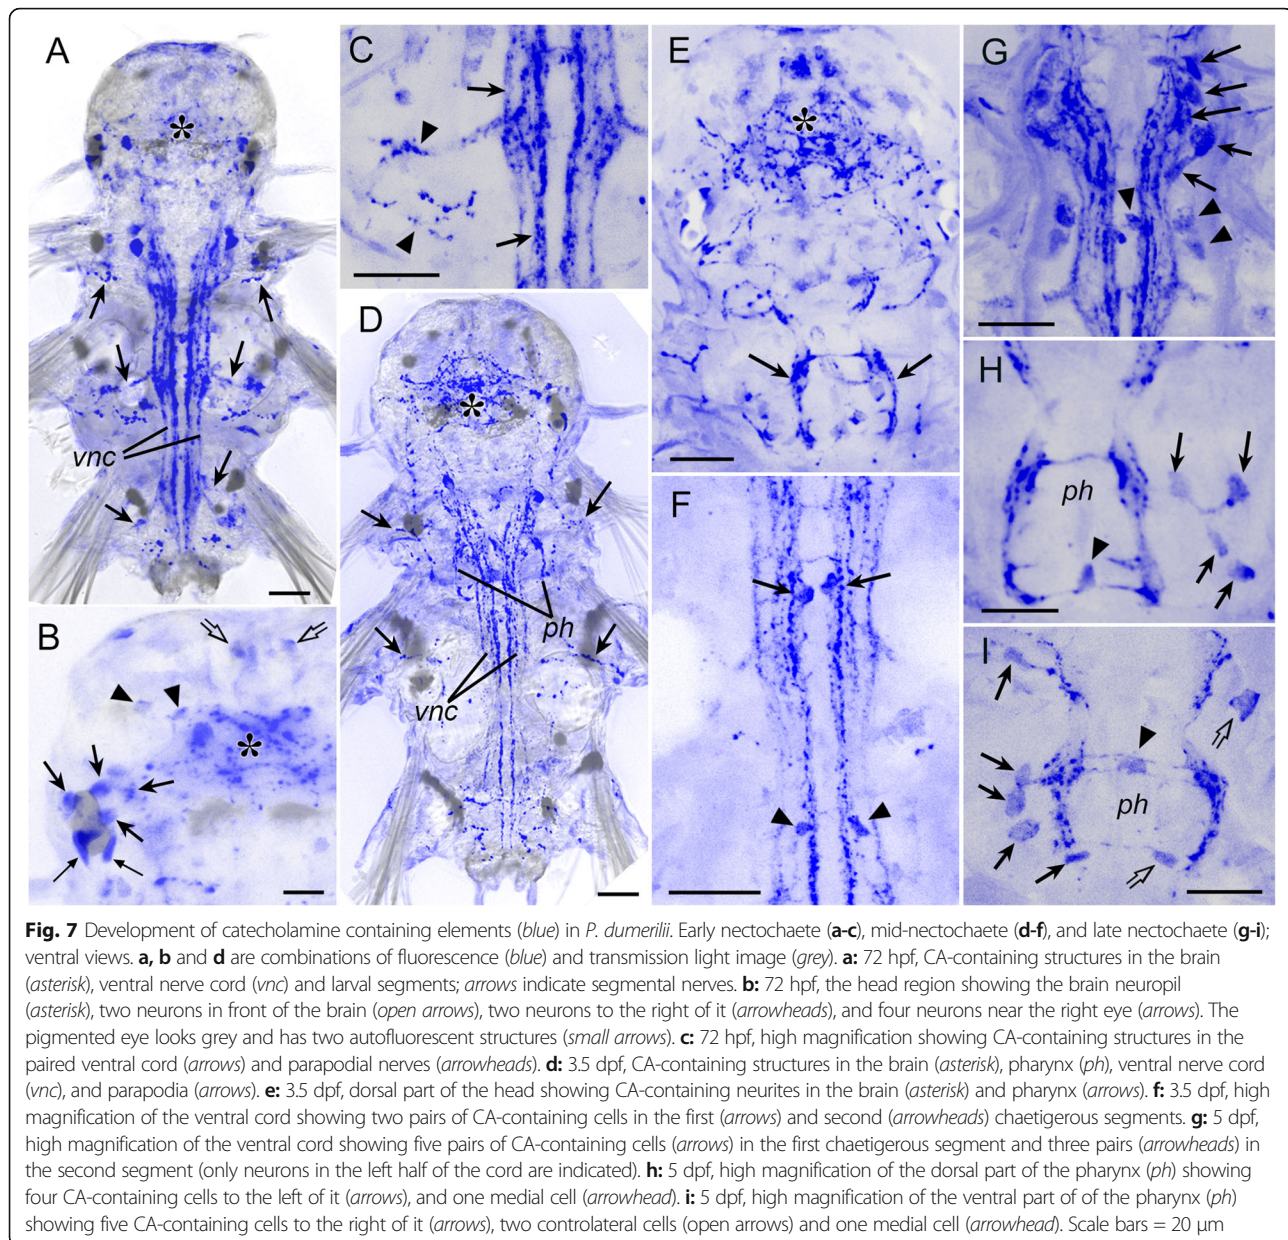 A
C
E
G
*
*
vnc
D
H
*
ph
F
B
ph
I
*
vnc
ph
Fig. 7 Development of catecholamine containing elements (blue) in P. dumerilii. Early nectochaete (a-c), mid-nectochaete (d-f), and late nectochaete (g-i);
ventral views. a, b and d are combinations of fluorescence (blue) and transmission light image (grey). a: 72 hpf, CA-containing structures in the brain
(asterisk), ventral nerve cord (vnc) and larval segments; arrows indicate segmental nerves. b: 72 hpf, the head region showing the brain neuropil
(asterisk), two neurons in front of the brain (open arrows), two neurons to the right of it (arrowheads), and four neurons near the right eye (arrows). The
pigmented eye looks grey and has two autofluorescent structures (small arrows). c: 72 hpf, high magnification showing CA-containing structures in the
paired ventral cord (arrows) and parapodial nerves (arrowheads). d: 3.5 dpf, CA-containing structures in the brain (asterisk), pharynx (ph), ventral nerve cord
(vnc), and parapodia (arrows). e: 3.5 dpf, dorsal part of the head showing CA-containing neurites in the brain (asterisk) and pharynx (arrows). f: 3.5 dpf, high
magnification of the ventral cord showing two pairs of CA-containing cells in the first (arrows) and second (arrowheads) chaetigerous segments. g: 5 dpf,
high magnification of the ventral cord showing five pairs of CA-containing cells (arrows) in the first chaetigerous segment and three pairs (arrowheads) in
the second segment (only neurons in the left half of the cord are indicated). h: 5 dpf, high magnification of the dorsal part of the pharynx (ph) showing
four CA-containing cells to the left of it (arrows), and one medial cell (arrowhead). i: 5 dpf, high magnification of the ventral part of of the pharynx (ph)
showing five CA-containing cells to the right of it (arrows), two controlateral cells (open arrows) and one medial cell (arrowhead). Scale bars = 20 μm